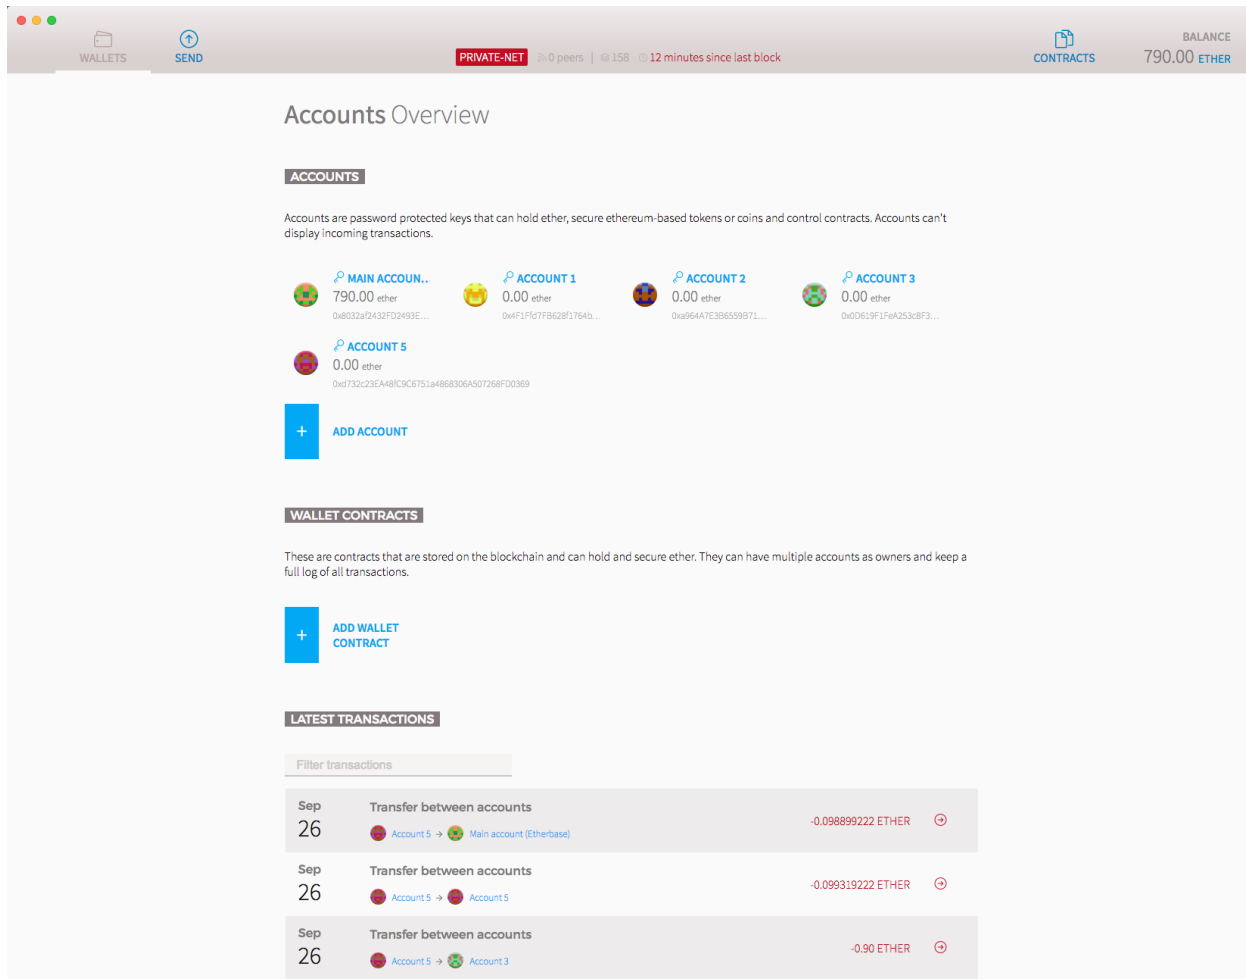 WALLETS
SEND
PRIVATE-NET 0 peers | 158 12 minutes since last block
CONTRACTS
BALANCE
790.00 ETHER
Accounts Overview
ACCOUNTS
Accounts are password protected keys that can hold ether, secure ethereum-based tokens or coins and control contracts. Accounts can't
display incoming transactions.
MAIN ACCOUN..
790.00 ether
0x8032af2432FD2493E...
ACCOUNT 1
0.00 ether
0x4F1Ffd7FB628f1764b...
ACCOUNT 2
0.00 ether
0xa964A7E3B6559B71...
ACCOUNT 3
0.00 ether
0x0D619F1FeA253c8F3...
ACCOUNT 5
0.00 ether
0xd732c23EA48fC9C6751a4868306A507268FD0369
+ ADD ACCOUNT
WALLET CONTRACTS
These are contracts that are stored on the blockchain and can hold and secure ether. They can have multiple accounts as owners and keep a
full log of all transactions.
+ ADD WALLET
CONTRACT
LATEST TRANSACTIONS
Filter transactions
Sep
26
Transfer between accounts
Account 5 → Main account (Etherbase)
-0.098899222 ETHER
Sep
26
Transfer between accounts
Account 5 → Account 5
-0.099319222 ETHER
Sep
26
Transfer between accounts
Account 5 → Account 3
-0.90 ETHER